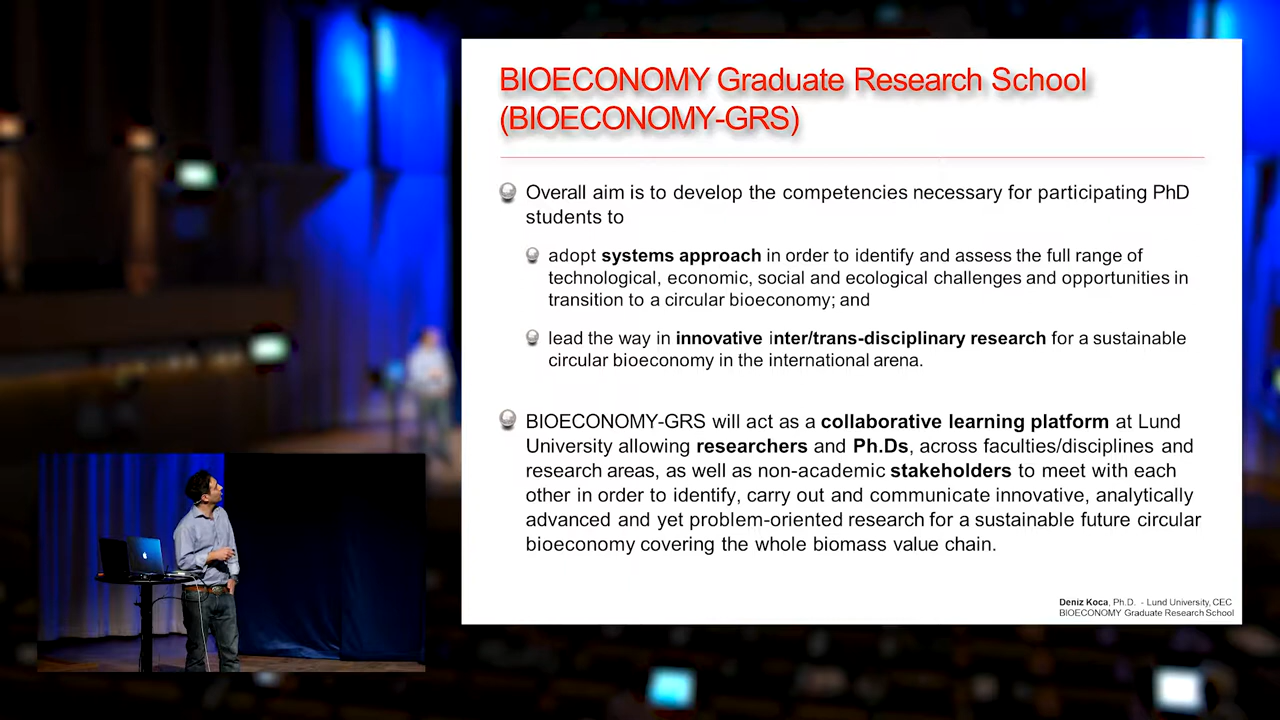 BIOECONOMY Graduate Research School
(BIOECONOMY-GRS)
Overall aim is to develop the competencies necessary for participating PhD
students to
adopt systems approach in order to identify and assess the full range of
technological, economic, social and ecological challenges and opportunities in
transition to a circular bioeconomy; and
lead the way in innovative inter/trans-disciplinary research for a sustainable
circular bioeconomy in the international arena.
BIOECONOMY-GRS will act as a collaborative learning platform at Lund
University allowing researchers and Ph.Ds, across faculties/disciplines and
research areas, as well as non-academic stakeholders to meet with each
other in order to identify, carry out and communicate innovative, analytically
advanced and yet problem-oriented research for a sustainable future circular
bioeconomy covering the whole biomass value chain.
Deniz Koca, Ph.D. - Lund University, CEC
BIOECONOMY Graduate Research School